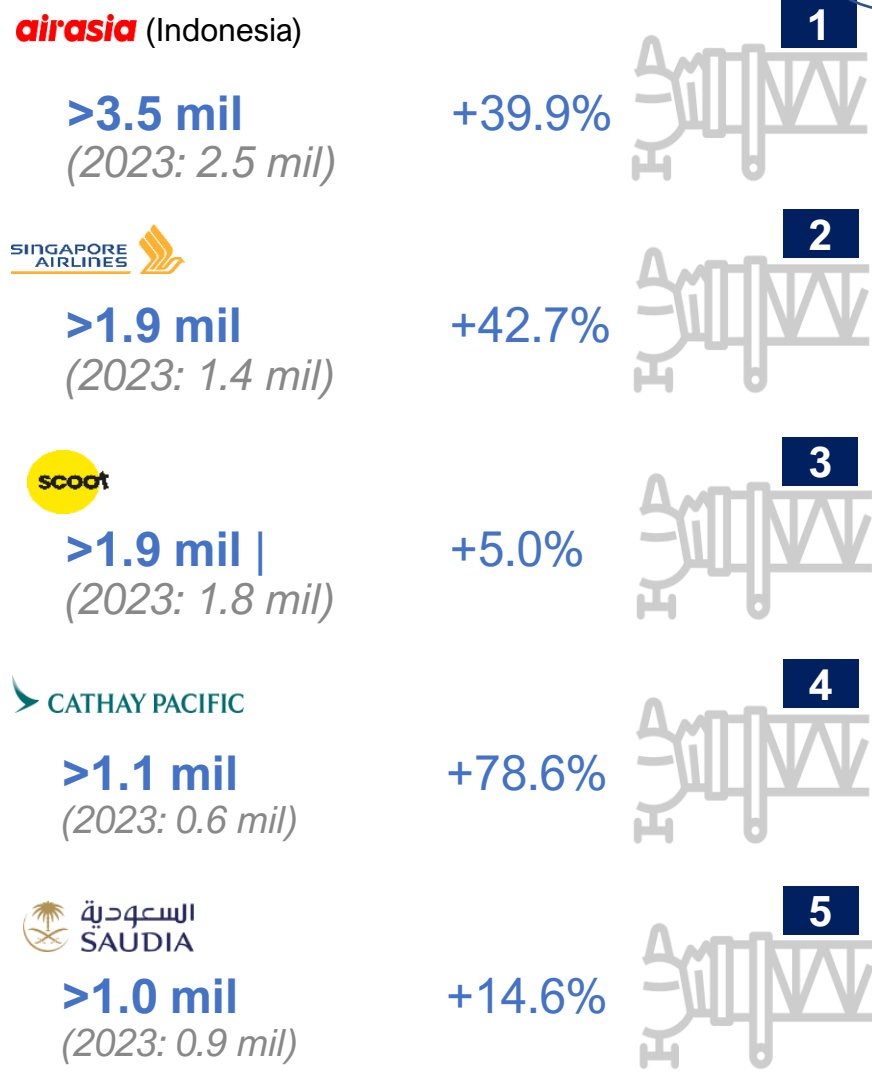 airasia (Indonesia)
1
>3.5 mil
+39.9%
(2023: 2.5 mil)
SINGAPORE
AIRLINES
2
>1.9 mil
+42.7%
(2023: 1.4 mil)
scoot
3
>1.9 mil |
+5.0%
(2023: 1.8 mil)
CATHAY PACIFIC
4
>1.1 mil
+78.6%
(2023: 0.6 mil)
السعودية
SAUDIA
5
>1.0 mil
+14.6%
(2023: 0.9 mil)